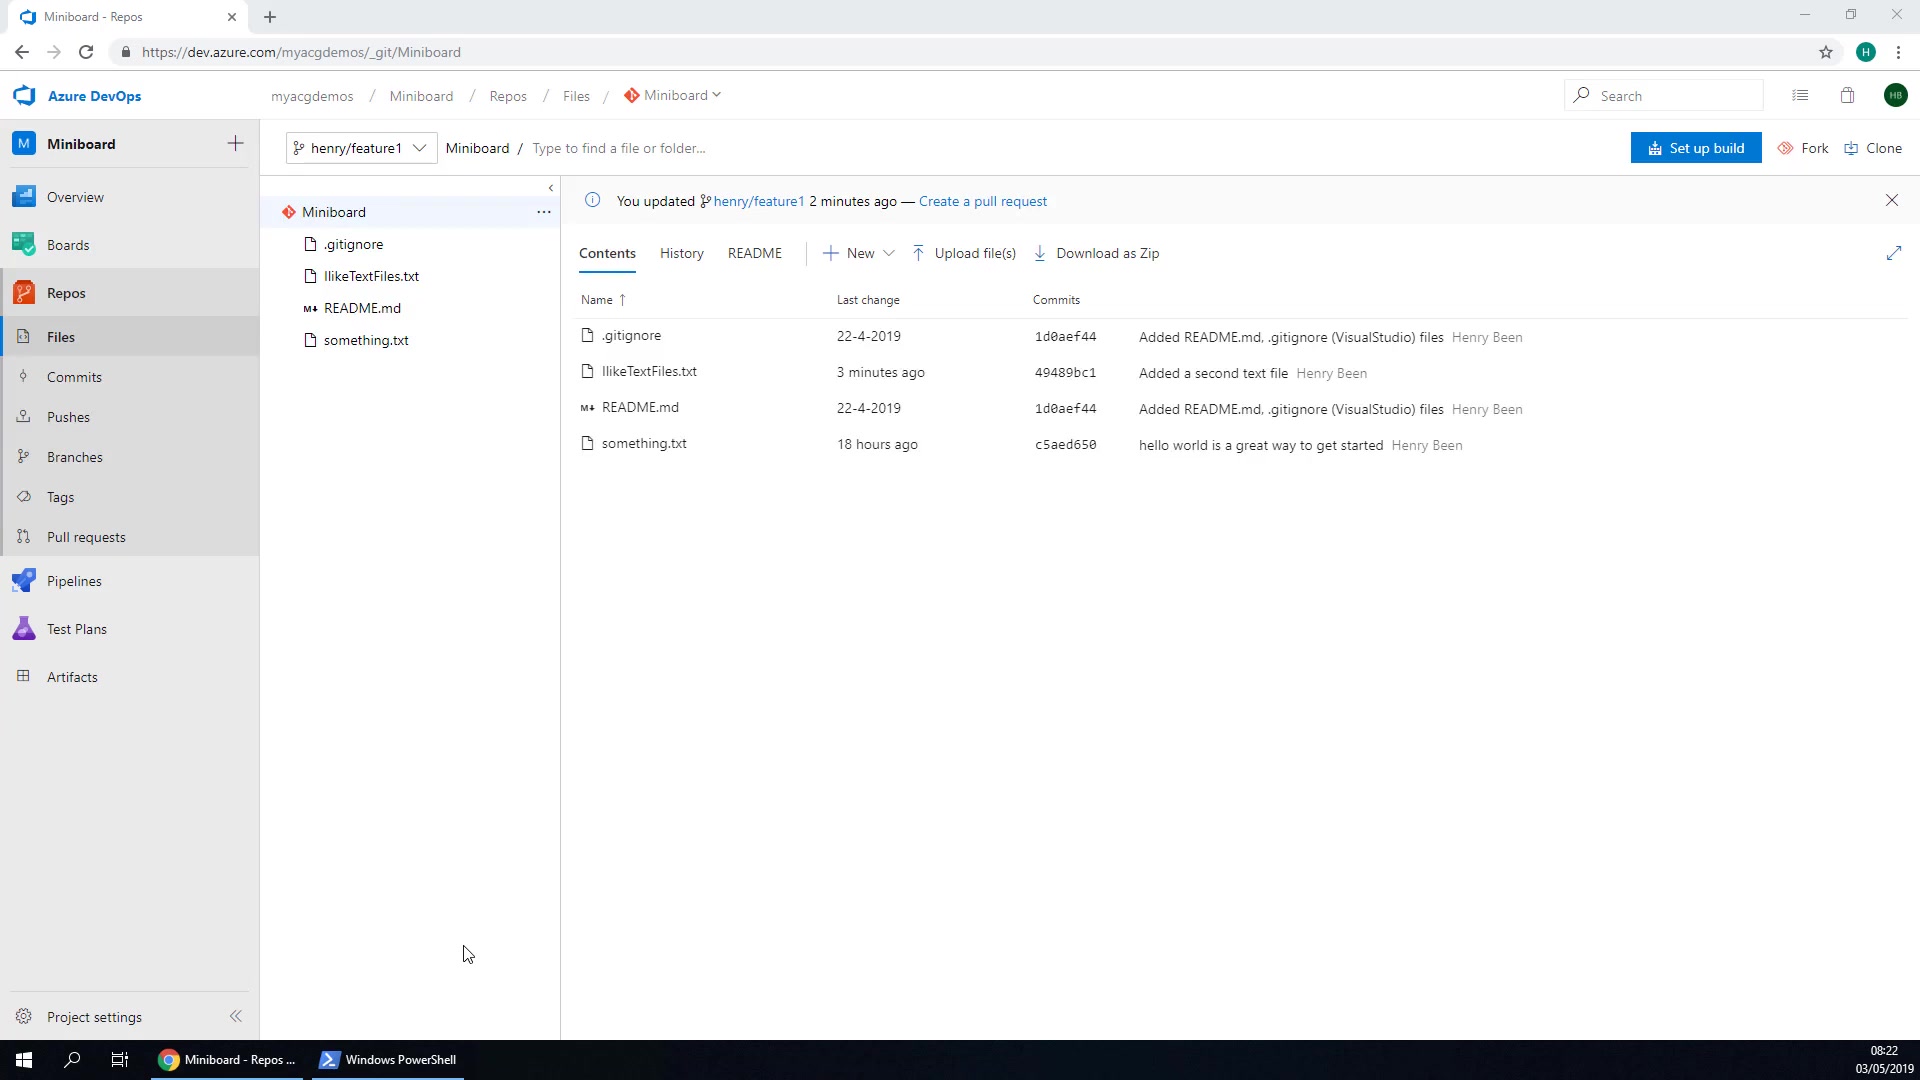 Miniboard - Repos
https://dev.azure.com/myacgdemos/_git/Miniboard
H
Azure DevOps
myacgdemos / Miniboard / Repos / Files / Miniboard
Search
HB
M Miniboard
henry/feature1
Miniboard / Type to find a file or folder...
Set up build
Fork
Clone
Overview
Boards
Repos
Files
Commits
Pushes
Branches
Tags
Pull requests
Pipelines
Test Plans
Artifacts
Project settings
Miniboard
.gitignore
IlikeTextFiles.txt
M↓ README.md
something.txt
You updated henry/feature1 2 minutes ago — Create a pull request
Contents History README New Upload file(s) Download as Zip
Name ↑ Last change Commits
.gitignore 22-4-2019 1d0aef44 Added README.md, .gitignore (VisualStudio) files Henry Been
IlikeTextFiles.txt 3 minutes ago 49489bc1 Added a second text file Henry Been
M↓ README.md 22-4-2019 1d0aef44 Added README.md, .gitignore (VisualStudio) files Henry Been
something.txt 18 hours ago c5aed650 hello world is a great way to get started Henry Been
Miniboard - Repos ...
Windows PowerShell
08:22
03/05/2019